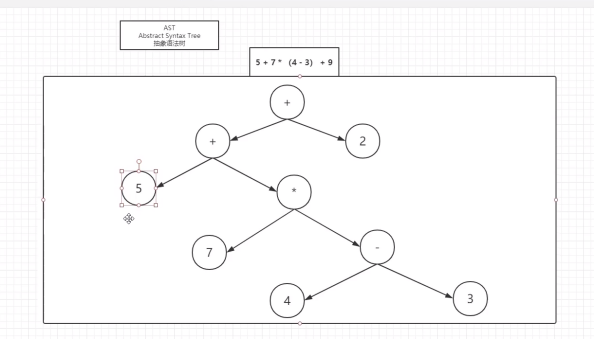 AST
Abstract Syntax Tree
抽象语法树
5 + 7 * （4 - 3） + 9
+
+
2
5
*
7
-
4
3